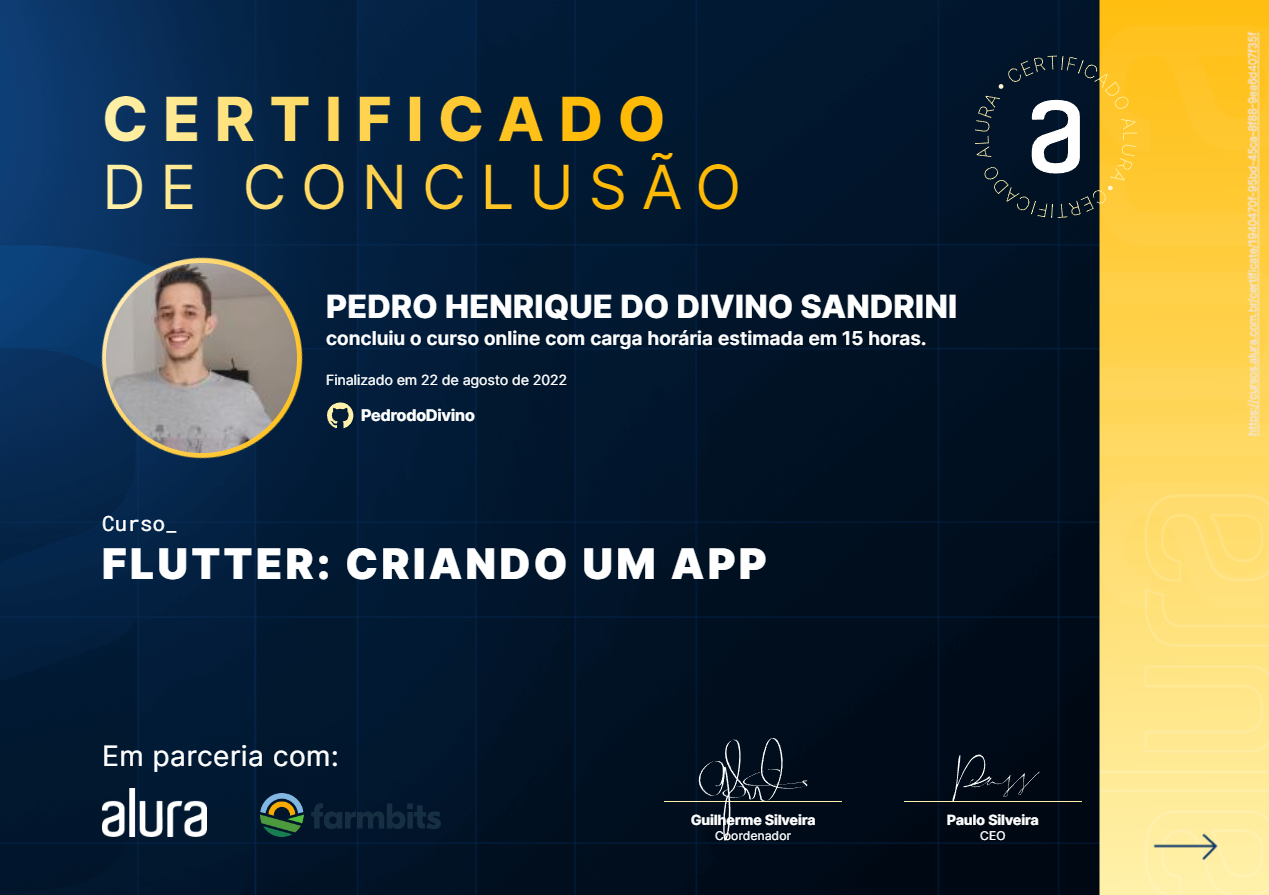 CERTIFICADO
DE CONCLUSÃO
CERTIFICADO ALURA • CERTIFICADO ALURA •
a
PEDRO HENRIQUE DO DIVINO SANDRINI
concluiu o curso online com carga horária estimada em 15 horas.
Finalizado em 22 de agosto de 2022
PedrodoDivino
Curso_
FLUTTER: CRIANDO UM APP
Em parceria com:
alura
farmbits
Guilherme Silveira
Coordenador
Paulo Silveira
CEO
alura